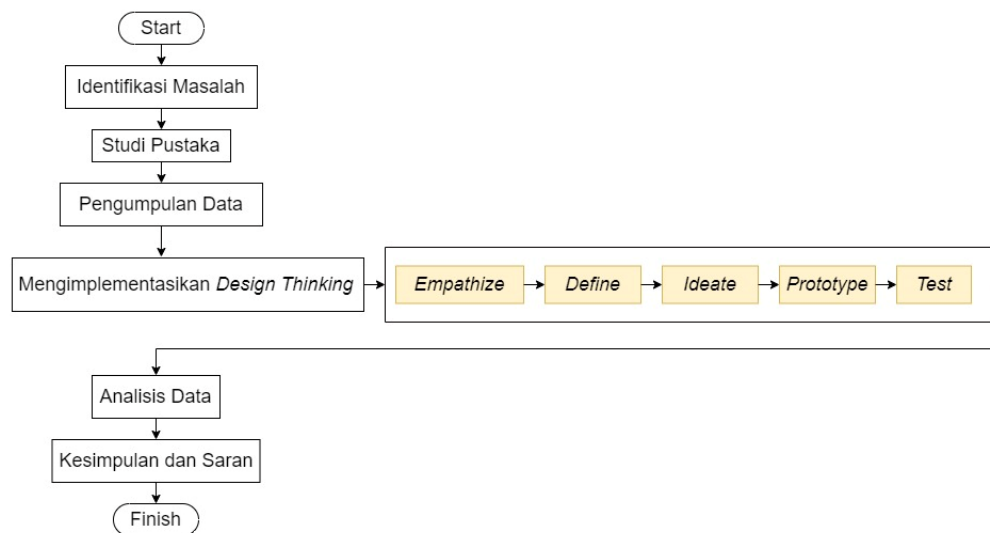 Start
Identifikasi Masalah
Studi Pustaka
Pengumpulan Data
Mengimplementasikan Design Thinking
Empathize
Define
Ideate
Prototype
Test
Analisis Data
Kesimpulan dan Saran
Finish